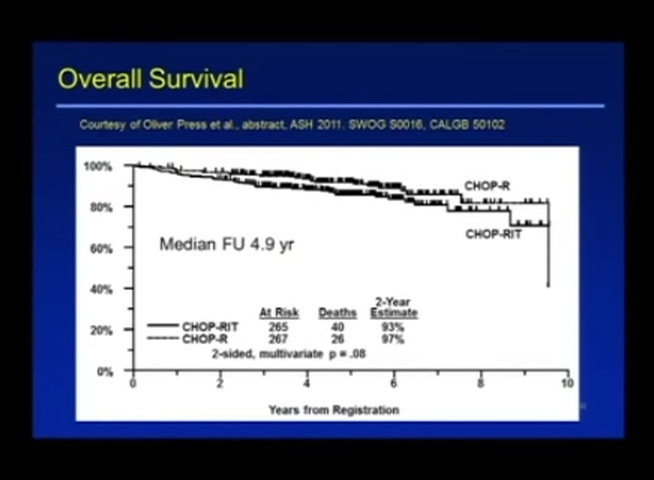 Overall Survival
Courtesy of Oliver Press et al., abstract, ASH 2011. SWOG S0016, CALGB 50102
100%
80%
60%
40%
20%
0%
CHOP-R
CHOP-RIT
Median FU 4.9 yr
At Risk Deaths 2-Year Estimate
CHOP-RIT 265 40 93%
CHOP-R 267 26 97%
2-sided, multivariate p = .08
0 2 4 6 8 10
Years from Registration